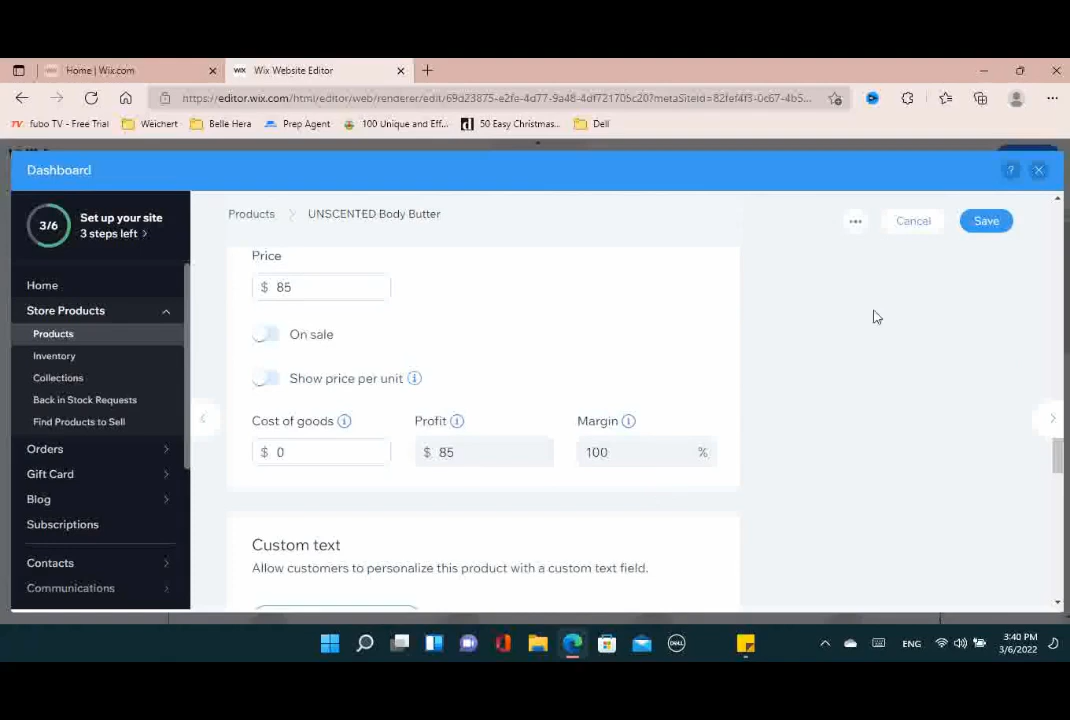 Home | Wix.com
WIX Wix Website Editor
https://editor.wix.com/html/editor/web/renderer/edit/69d23875-e2fe-4d77-9a48-4df721705c20?metaSiteId=82fef4f3-0c67-4b5...
TV fubo TV - Free Trial Weichert Belle Hera Prep Agent 100 Unique and Eff... 50 Easy Christmas... Dell
Dashboard
?
3/6
Set up your site
3 steps left >
Products > UNSCENTED Body Butter
... Cancel Save
Home
Store Products
Products
Inventory
Collections
Back in Stock Requests
Find Products to Sell
Orders
Gift Card
Blog
Subscriptions
Contacts
Communications
Price
$ 85
On sale
Show price per unit i
Cost of goods i Profit i Margin i
$ 0 $ 85 100 %
Custom text
Allow customers to personalize this product with a custom text field.
DELL
ENG
3:40 PM
3/6/2022